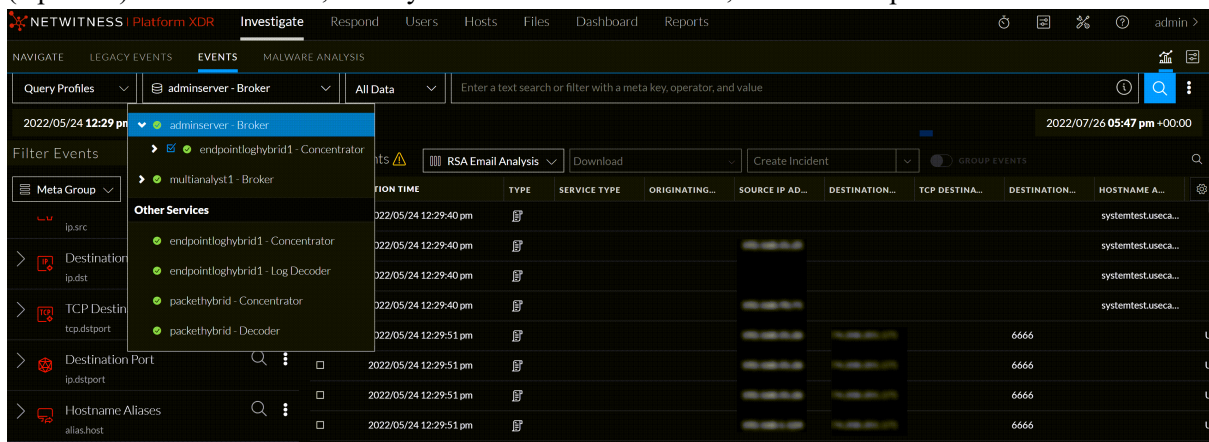 NETWITNESS | Platform XDR Investigate Respond Users Hosts Files Dashboard Reports admin >
NAVIGATE LEGACY EVENTS EVENTS MALWARE ANALYSIS
Query Profiles adminserver - Broker All Data Enter a text search or filter with a meta key, operator, and value
2022/05/24 12:29 pm adminserver - Broker 2022/07/26 05:47 pm +00:00
Filter Events endpointloghybrid1 - Concentrator RSA Email Analysis Download Create Incident GROUP EVENTS
Meta Group multianalyst1 - Broker TYPE SERVICE TYPE ORIGINATING... SOURCE IP AD... DESTINATION... TCP DESTINA... DESTINATION... HOSTNAME A...
Other Services
ip.src 2022/05/24 12:29:40 pm systemtest.useca...
Destination endpointloghybrid1 - Concentrator 2022/05/24 12:29:40 pm systemtest.useca...
ip.dst endpointloghybrid1 - Log Decoder 2022/05/24 12:29:40 pm systemtest.useca...
TCP Destin packethybrid - Concentrator 2022/05/24 12:29:40 pm systemtest.useca...
tcp.dstport packethybrid - Decoder 2022/05/24 12:29:51 pm 6666
Destination Port 2022/05/24 12:29:51 pm 6666
ip.dstport
2022/05/24 12:29:51 pm 6666
Hostname Aliases
alias.host 2022/05/24 12:29:51 pm 6666